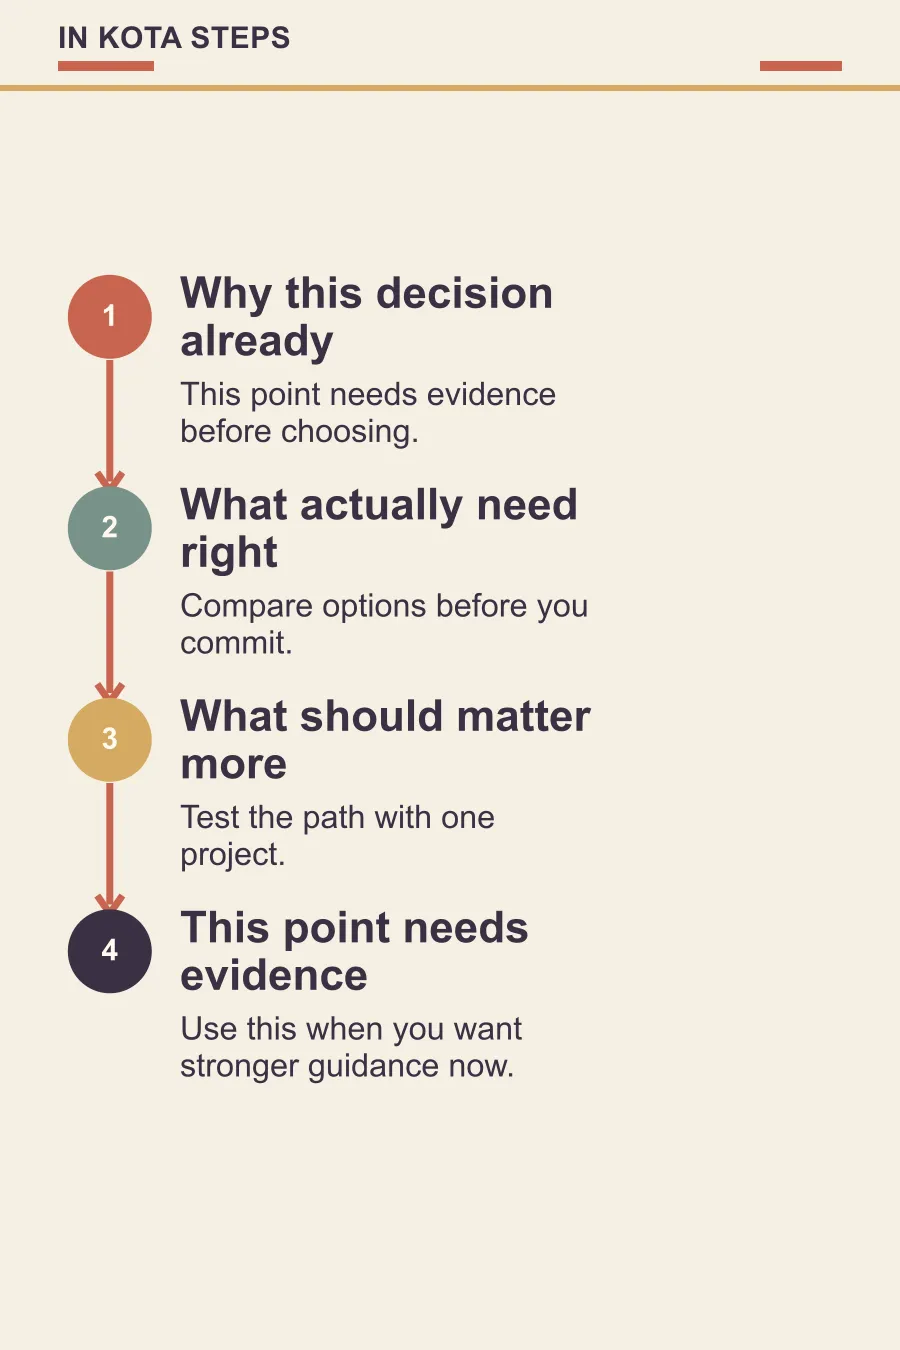 IN KOTA STEPS
1
Why this decision
already
This point needs evidence
before choosing.
2
What actually need
right
Compare options before you
commit.
3
What should matter
more
Test the path with one
project.
4
This point needs
evidence
Use this when you want
stronger guidance now.